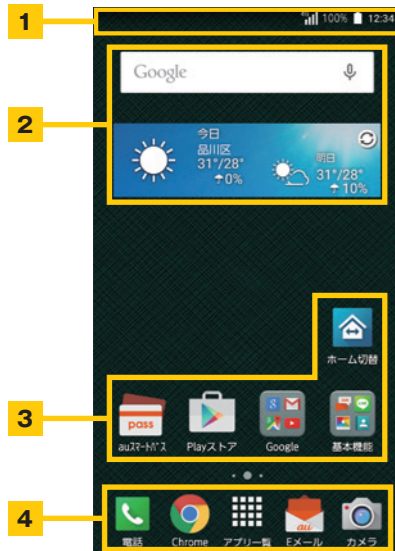 1
4G 100% 12:34
Google
2
今日
品川区
31°/28°
0%
明日
31°/28°
10%
ホーム切替
3
pass
auスマートパス Playストア Google 基本機能
4
au
電話 Chrome アプリ一覧 Eメール カメラ